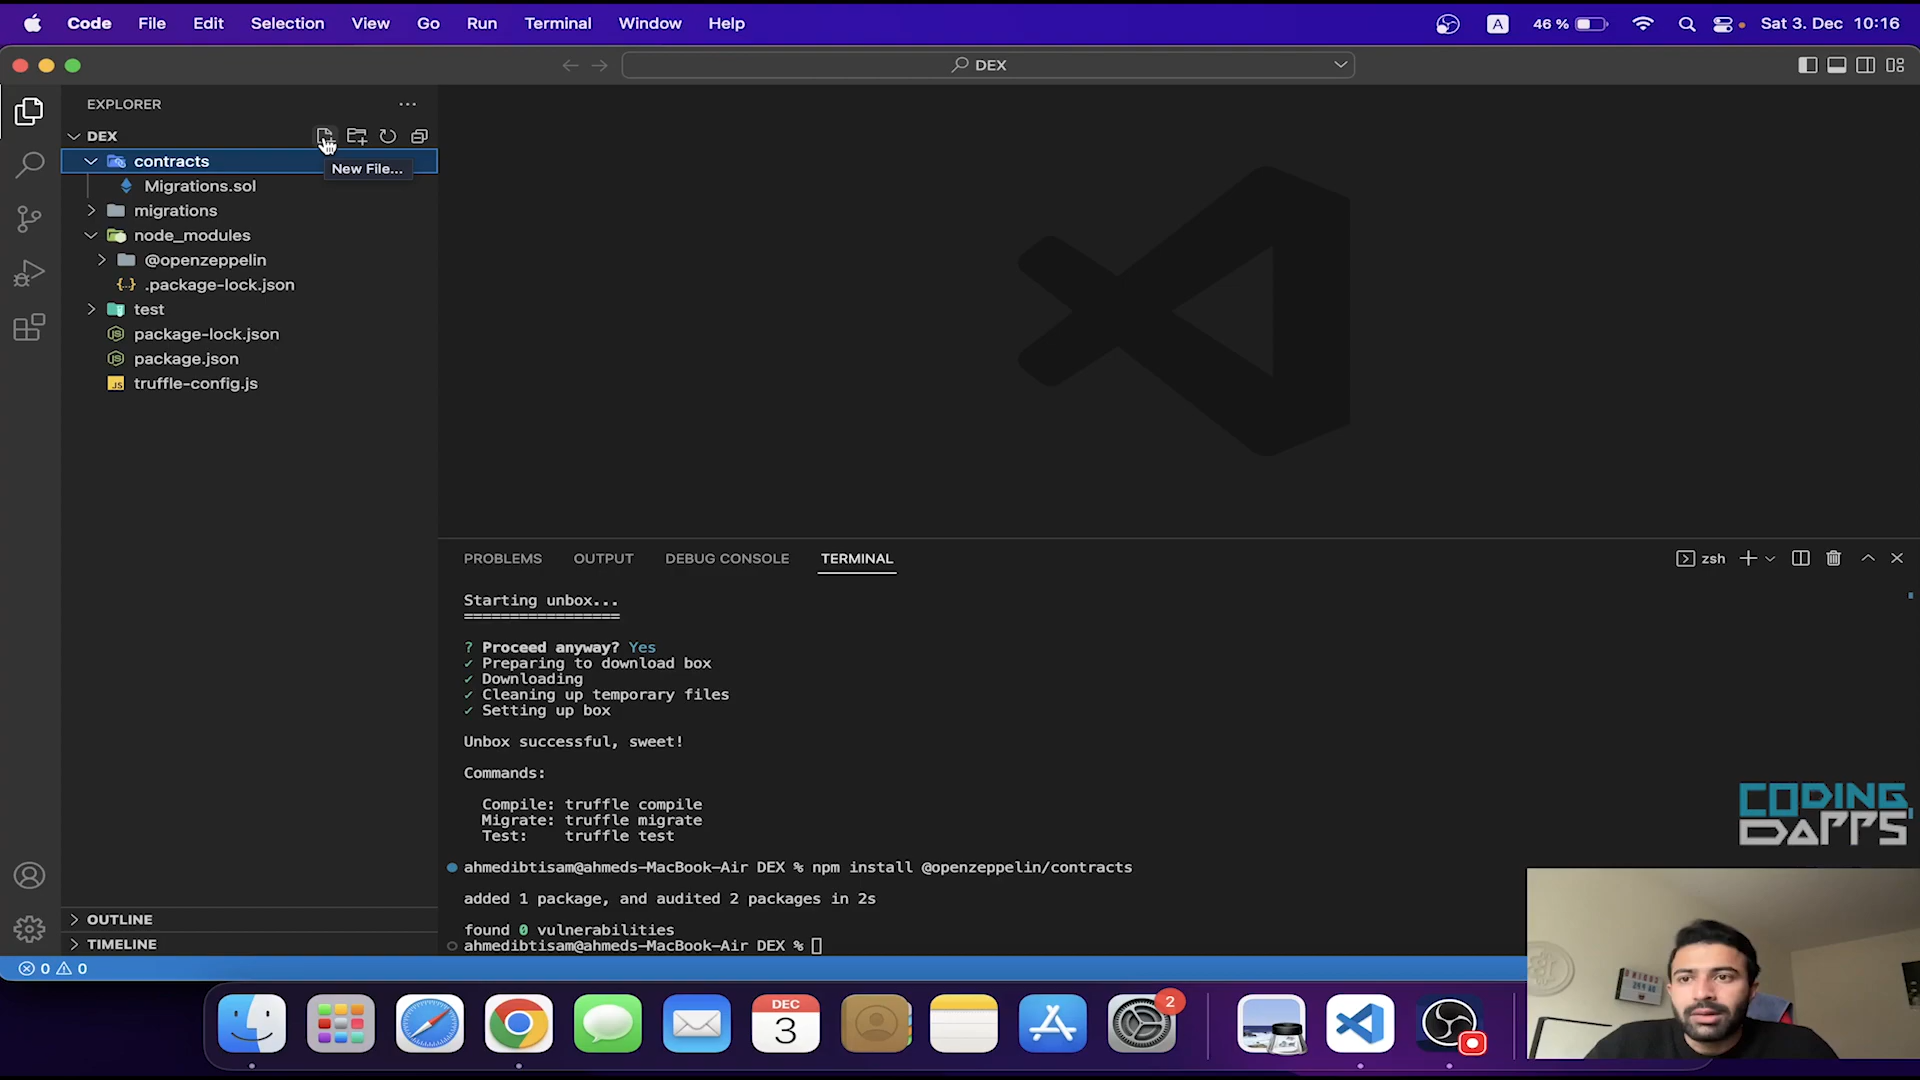 Code File Edit Selection View Go Run Terminal Window Help A 46 % Sat 3. Dec 10:16
DEX
EXPLORER
DEX
contracts
New File...
Migrations.sol
migrations
node_modules
@openzeppelin
{..} .package-lock.json
test
package-lock.json
package.json
JS truffle-config.js
OUTLINE
TIMELINE
0 0
PROBLEMS OUTPUT DEBUG CONSOLE TERMINAL zsh
Starting unbox...
=================
? Proceed anyway? Yes
✓ Preparing to download box
✓ Downloading
✓ Cleaning up temporary files
✓ Setting up box
Unbox successful, sweet!
Commands:
Compile: truffle compile
Migrate: truffle migrate
Test: truffle test
ahmedibtisam@ahmeds-MacBook-Air DEX % npm install @openzeppelin/contracts
added 1 package, and audited 2 packages in 2s
found 0 vulnerabilities
ahmedibtisam@ahmeds-MacBook-Air DEX %
CODING
DAPPS
DEC
3
2